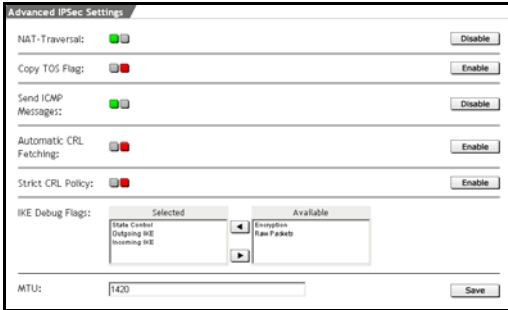 Advanced IPSec Settings
NAT-Traversal: Disable
Copy TOS Flag: Enable
Send ICMP
Messages: Disable
Automatic CRL
Fetching: Enable
Strict CRL Policy: Enable
IKE Debug Flags: Selected Available
State Control Encryption
Outgoing IKE Raw Packets
Incoming IKE
MTU: 1420 Save